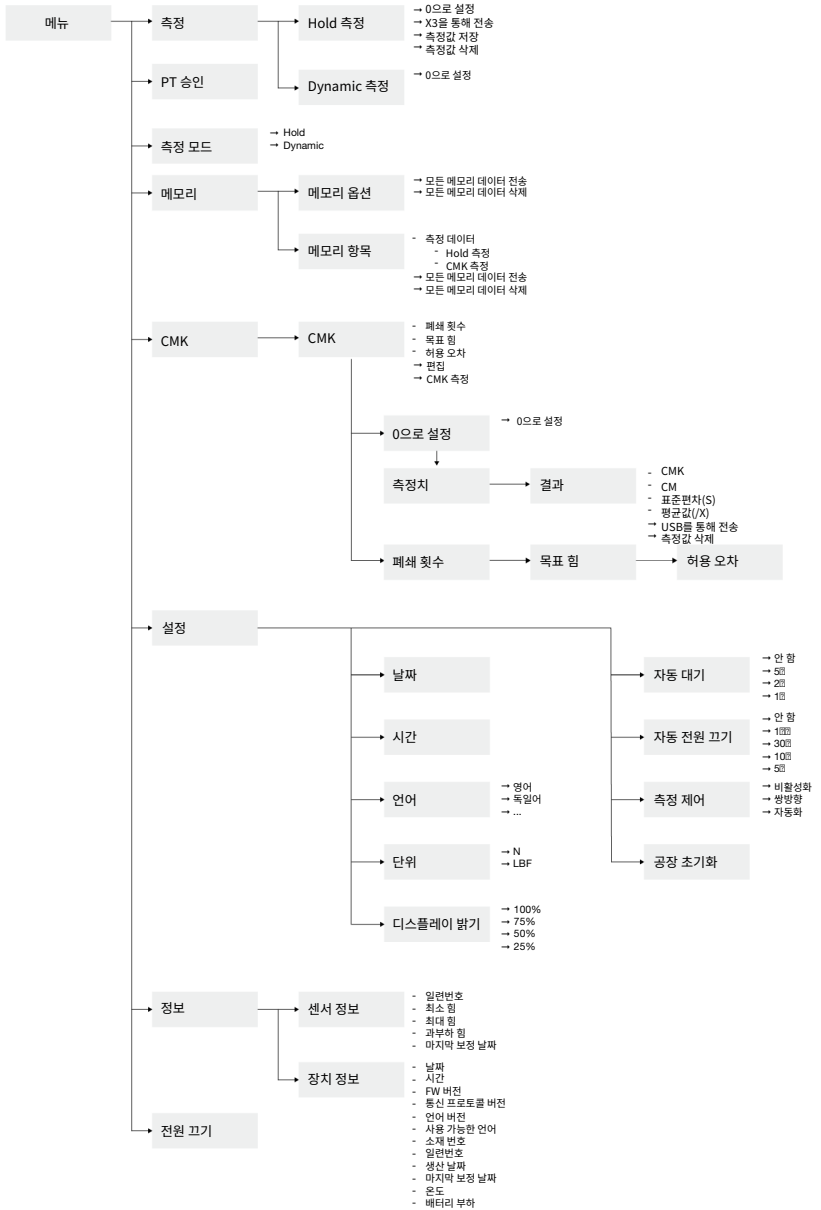 메뉴
측정
Hold 측정
→ 0으로 설정
→ X3을 통해 전송
→ 측정값 저장
→ 측정값 삭제
PT 승인
Dynamic 측정
→ 0으로 설정
측정 모드
→ Hold
→ Dynamic
메모리
메모리 옵션
→ 모든 메모리 데이터 전송
→ 모든 메모리 데이터 삭제
메모리 항목
- 측정 데이터
- Hold 측정
- CMK 측정
→ 모든 메모리 데이터 전송
→ 모든 메모리 데이터 삭제
CMK
CMK
- 폐쇄 횟수
- 목표 힘
- 허용 오차
→ 편집
→ CMK 측정
0으로 설정
→ 0으로 설정
측정치
결과
- CMK
- CM
- 표준편차(S)
- 평균값(/X)
→ USB를 통해 전송
→ 측정값 삭제
폐쇄 횟수
목표 힘
허용 오차
설정
날짜
시간
언어
→ 영어
→ 독일어
→ ...
단위
→ N
→ LBF
디스플레이 밝기
→ 100%
→ 75%
→ 50%
→ 25%
자동 대기
→ 안 함
→ 5
→ 2
→ 1
자동 전원 끄기
→ 안 함
→ 1
→ 30
→ 10
→ 5
측정 제어
→ 비활성화
→ 쌍방향
→ 자동화
공장 초기화
정보
센서 정보
- 일련번호
- 최소 힘
- 최대 힘
- 과부하 힘
- 마지막 보정 날짜
장치 정보
- 날짜
- 시간
- FW 버전
- 통신 프로토콜 버전
- 언어 버전
- 사용 가능한 언어
- 소재 번호
- 일련번호
- 생산 날짜
- 마지막 보정 날짜
- 온도
- 배터리 부하
전원 끄기